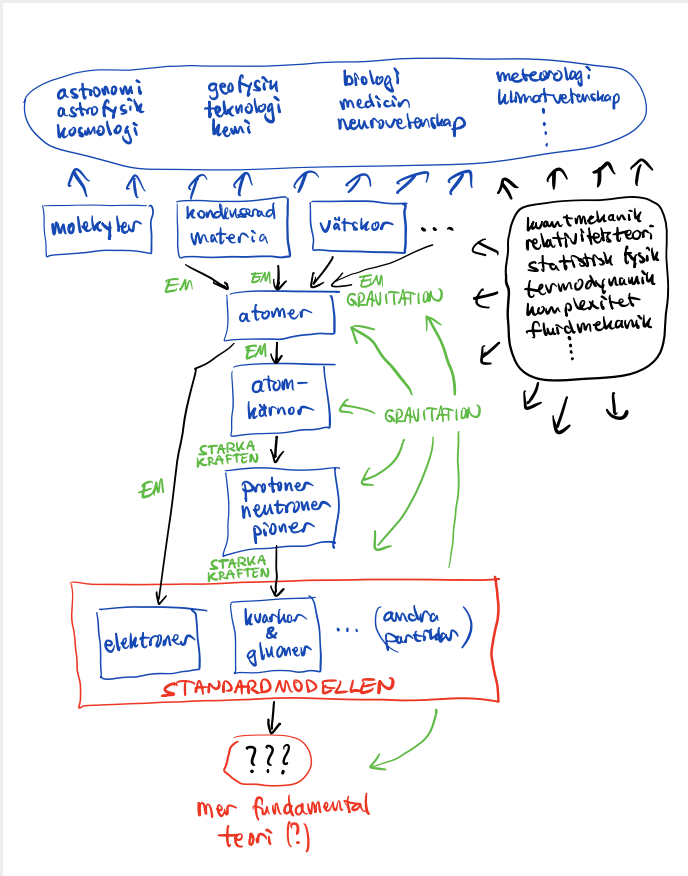 astronomi
astrofysik
kosmologi
geofysik
teknologi
kemi
biologi
medicin
neurovetenskap
meteorologi
klimatvetenskap
molekyler
kondenserad
materia
vätskor
...
kvantmekanik
relativitetsteori
statistisk fysik
termodynamik
komplexitet
fluidmekanik
EM
EM
EM
GRAVITATION
atomer
EM
atom-
kärnor
GRAVITATION
STARKA
KRAFTEN
EM
protoner
neutroner
pioner
STARKA
KRAFTEN
elektroner
kvarkar
&
gluoner
... (andra
partiklar)
STANDARDMODELLEN
???
mer fundamental
teori (?)